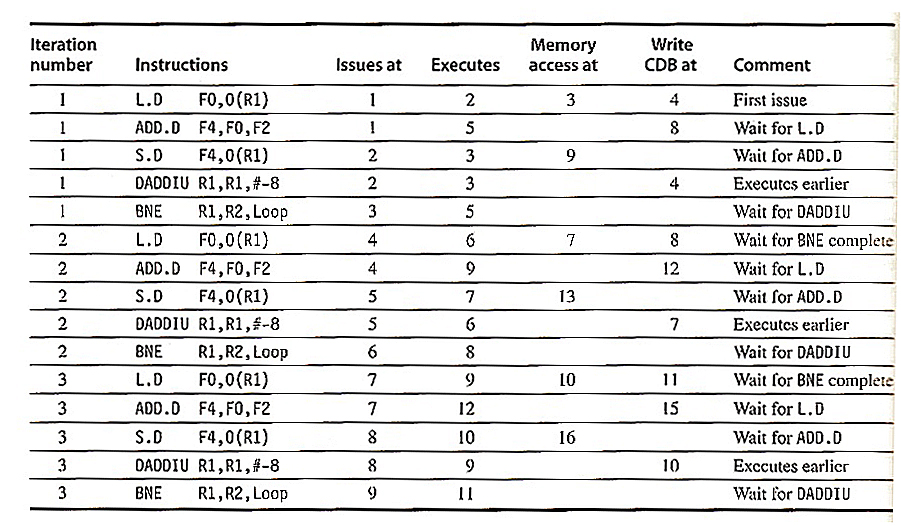 Iteration number Instructions Issues at Executes Memory access at Write CDB at Comment
1 L.D F0,0(R1) 1 2 3 4 First issue
1 ADD.D F4,F0,F2 1 5 8 Wait for L.D
1 S.D F4,0(R1) 2 3 9 Wait for ADD.D
1 DADDIU R1,R1,#-8 2 3 4 Executes earlier
1 BNE R1,R2,Loop 3 5 Wait for DADDIU
2 L.D F0,0(R1) 4 6 7 8 Wait for BNE complete
2 ADD.D F4,F0,F2 4 9 12 Wait for L.D
2 S.D F4,0(R1) 5 7 13 Wait for ADD.D
2 DADDIU R1,R1,#-8 5 6 7 Executes earlier
2 BNE R1,R2,Loop 6 8 Wait for DADDIU
3 L.D F0,0(R1) 7 9 10 11 Wait for BNE complete
3 ADD.D F4,F0,F2 7 12 15 Wait for L.D
3 S.D F4,0(R1) 8 10 16 Wait for ADD.D
3 DADDIU R1,R1,#-8 8 9 10 Executes earlier
3 BNE R1,R2,Loop 9 11 Wait for DADDIU